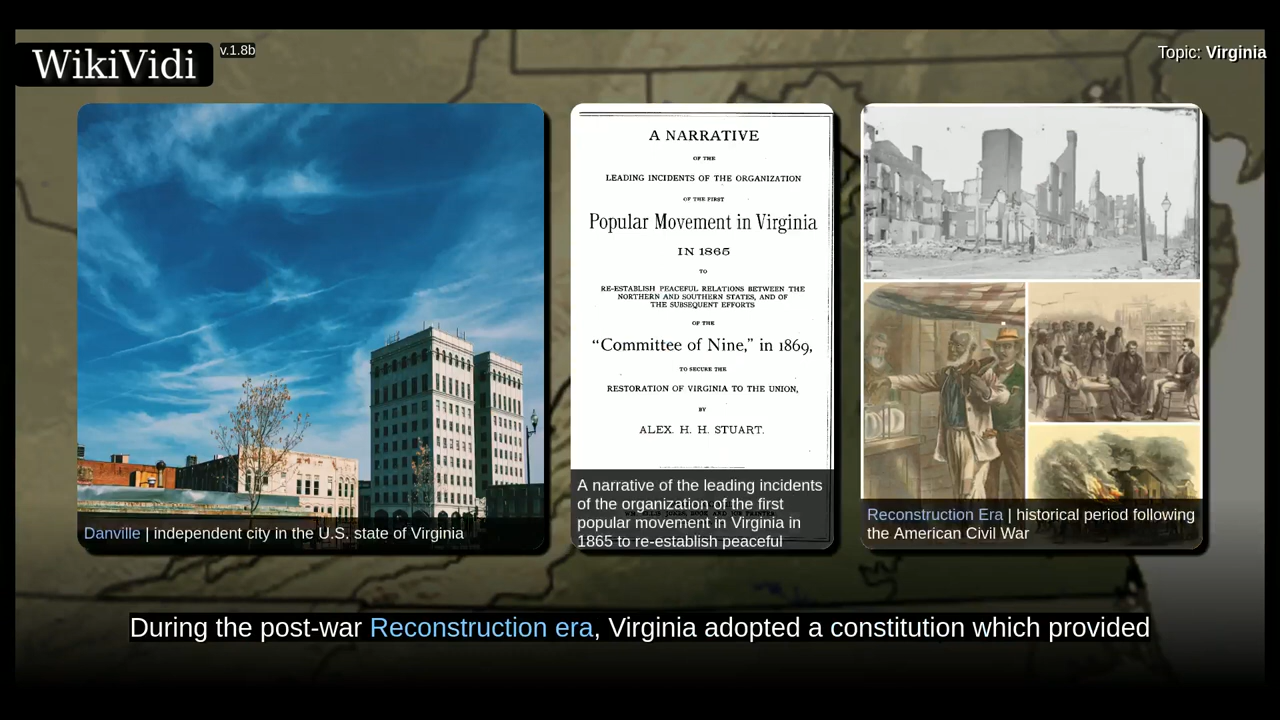 WikiVidi
v.1.8b
Topic: Virginia
A NARRATIVE
OF THE
LEADING INCIDENTS OF THE ORGANIZATION
OF THE FIRST
Popular Movement in Virginia
IN 1865
TO
RE-ESTABLISH PEACEFUL RELATIONS BETWEEN THE
NORTHERN AND SOUTHERN STATES, AND OF
THE SUBSEQUENT EFFORTS
OF THE
"Committee of Nine," in 1869,
TO SECURE THE
RESTORATION OF VIRGINIA TO THE UNION,
BY
ALEX. H. H. STUART.
A narrative of the leading incidents
of the organization of the first
popular movement in Virginia in
1865 to re-establish peaceful
Danville | independent city in the U.S. state of Virginia
Reconstruction Era | historical period following
the American Civil War
During the post-war Reconstruction era, Virginia adopted a constitution which provided